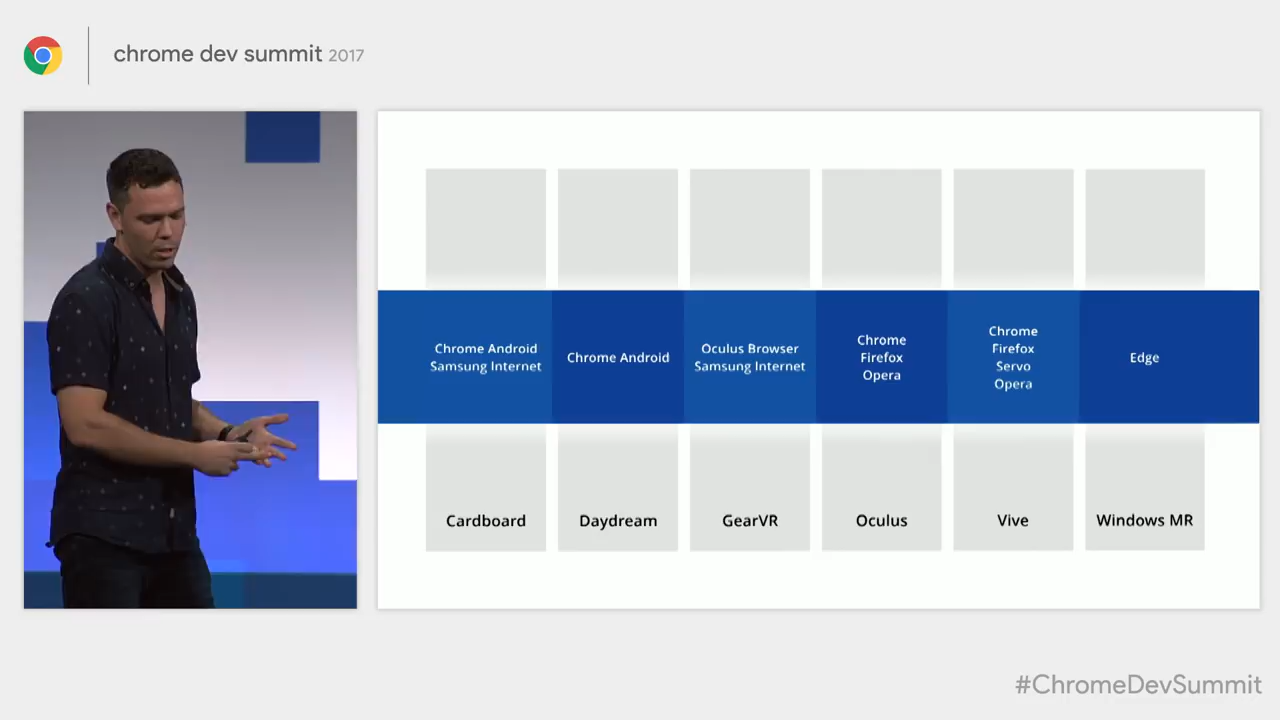 chrome dev summit 2017
Chrome Android
Samsung Internet
Chrome Android
Oculus Browser
Samsung Internet
Chrome
Firefox
Opera
Chrome
Firefox
Servo
Opera
Edge
Cardboard
Daydream
GearVR
Oculus
Vive
Windows MR
#ChromeDevSummit